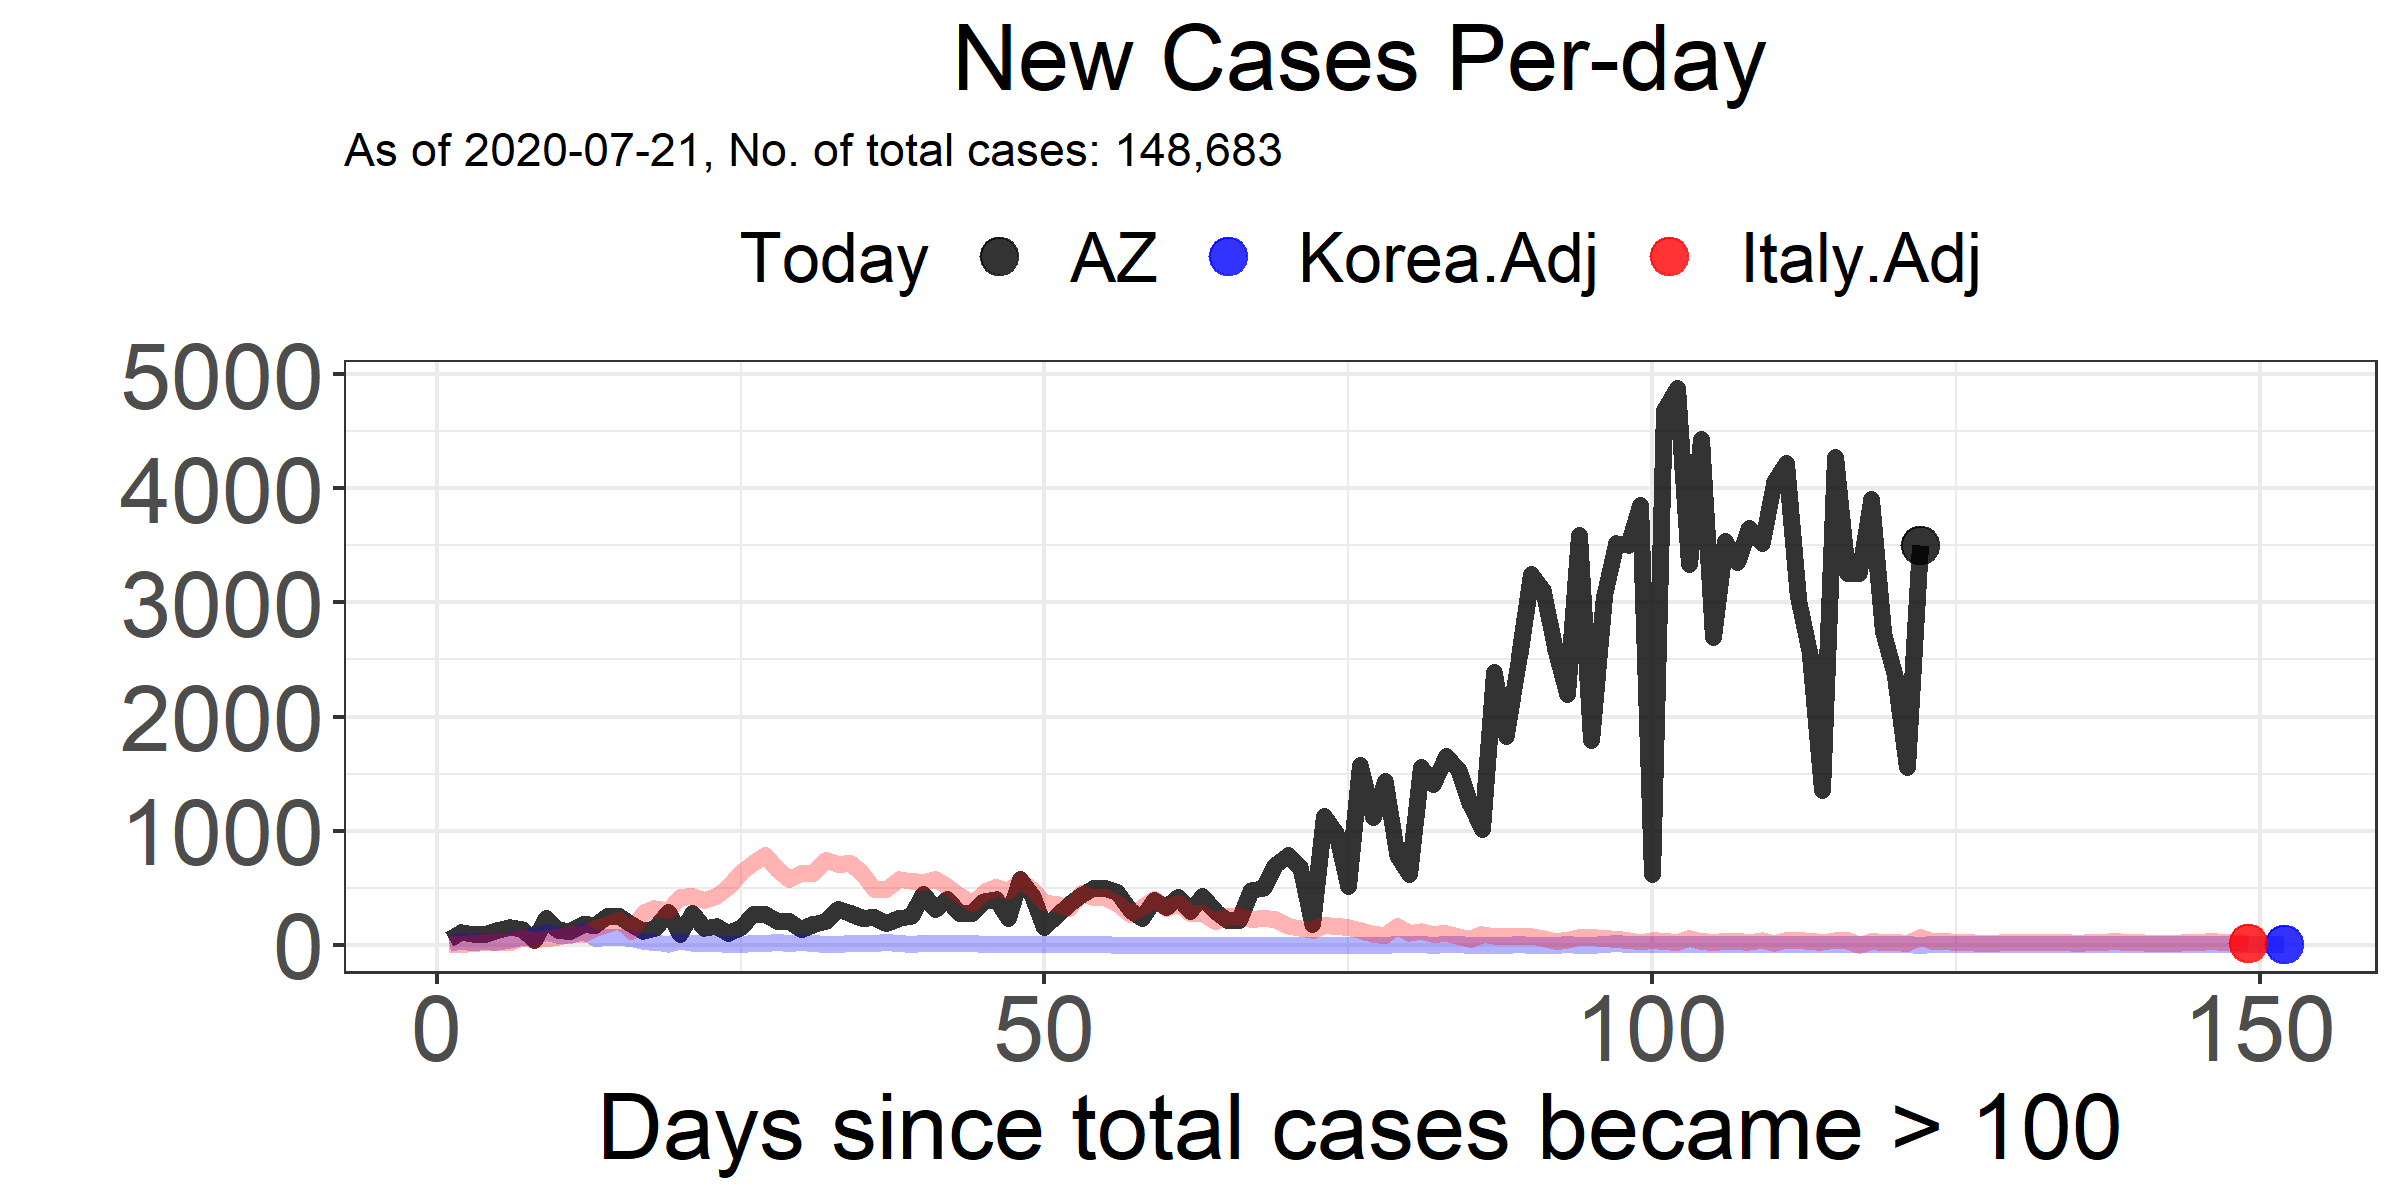 New Cases Per-day
As of 2020-07-21, No. of total cases: 148,683
Today AZ Korea.Adj Italy.Adj
5000
4000
3000
2000
1000
0
0 50 100 150
Days since total cases became > 100